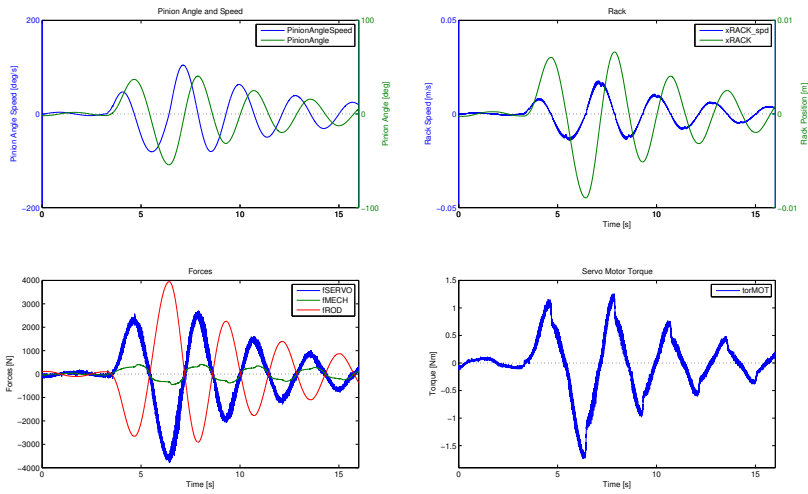 Pinion Angle and Speed
200
0
−200
Pinion Angle Speed [deg/s]
PinionAngleSpeed
PinionAngle
100
0
−100
Pinion Angle [deg]
0 5 10 15
Rack
0.05
0
−0.05
Rack Speed [m/s]
xRACK_spd
xRACK
0.01
0
−0.01
Rack Position [m]
0 5 10 15
Time [s]
Forces
4000
3000
2000
1000
0
−1000
−2000
−3000
−4000
Forces [N]
fSERVO
fMECH
fROD
0 5 10 15
Time [s]
Servo Motor Torque
1.5
1
0.5
0
−0.5
−1
−1.5
Torque [Nm]
torMOT
0 5 10 15
Time [s]